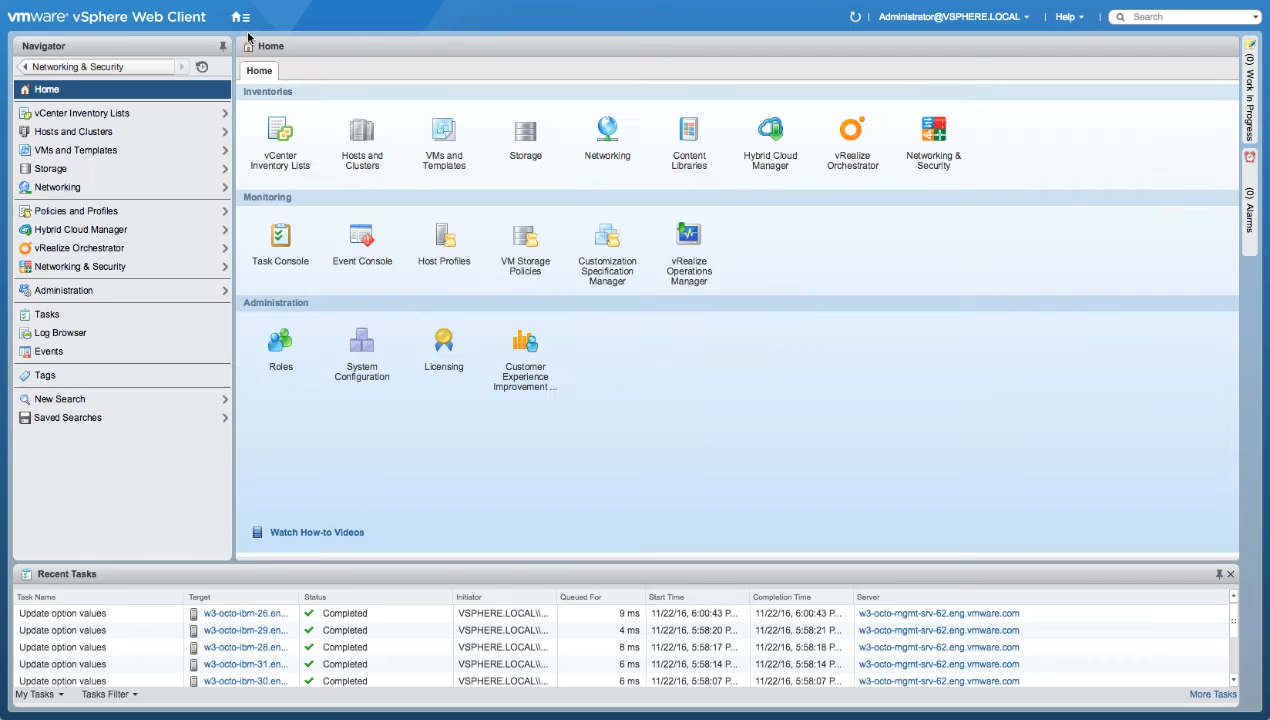 vmware® vSphere Web Client
Administrator@VSPHERE.LOCAL
Help
Search
Navigator
Networking & Security
Home
vCenter Inventory Lists
Hosts and Clusters
VMs and Templates
Storage
Networking
Policies and Profiles
Hybrid Cloud Manager
vRealize Orchestrator
Networking & Security
Administration
Tasks
Log Browser
Events
Tags
New Search
Saved Searches
Home
Home
Inventories
vCenter
Inventory Lists
Hosts and
Clusters
VMs and
Templates
Storage
Networking
Content
Libraries
Hybrid Cloud
Manager
vRealize
Orchestrator
Networking &
Security
Monitoring
Task Console
Event Console
Host Profiles
VM Storage
Policies
Customization
Specification
Manager
vRealize
Operations
Manager
Administration
Roles
System
Configuration
Licensing
Customer
Experience
Improvement ...
Watch How-to Videos
(0) Work In Progress
(0) Alarms
Recent Tasks
Task Name Target Status Initiator Queued For Start Time Completion Time Server
Update option values w3-octo-ibm-26.en... Completed VSPHERE.LOCAL\\... 9 ms 11/22/16, 6:00:43 P... 11/22/16, 6:00:43 P... w3-octo-mgmt-srv-62.eng.vmware.com
Update option values w3-octo-ibm-29.en... Completed VSPHERE.LOCAL\\... 4 ms 11/22/16, 5:58:20 P... 11/22/16, 5:58:21 P... w3-octo-mgmt-srv-62.eng.vmware.com
Update option values w3-octo-ibm-28.en... Completed VSPHERE.LOCAL\\... 8 ms 11/22/16, 5:58:17 P... 11/22/16, 5:58:18 P... w3-octo-mgmt-srv-62.eng.vmware.com
Update option values w3-octo-ibm-31.en... Completed VSPHERE.LOCAL\\... 6 ms 11/22/16, 5:58:14 P... 11/22/16, 5:58:14 P... w3-octo-mgmt-srv-62.eng.vmware.com
Update option values w3-octo-ibm-30.en... Completed VSPHERE.LOCAL\\... 6 ms 11/22/16, 5:58:07 P... 11/22/16, 5:58:07 P... w3-octo-mgmt-srv-62.eng.vmware.com
My Tasks Tasks Filter More Tasks